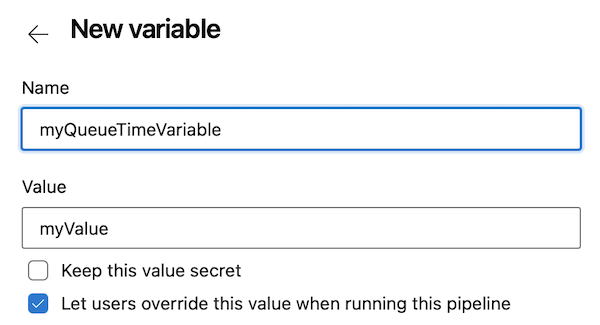 New variable
Name
myQueueTimeVariable
Value
myValue
Keep this value secret
Let users override this value when running this pipeline